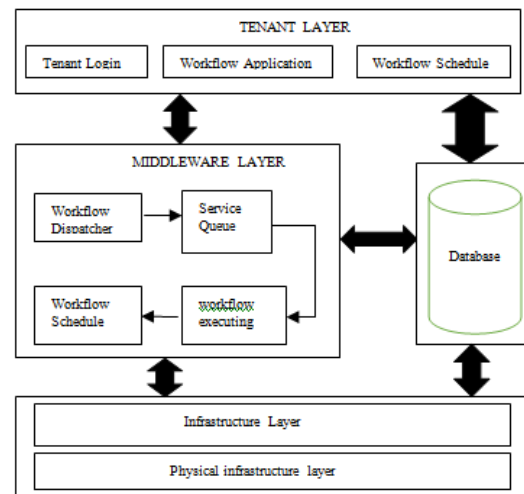 TENANT LAYER
Tenant Login
Workflow Application
Workflow Schedule
MIDDLEWARE LAYER
Workflow
Dispatcher
Service
Queue
Workflow
Schedule
workflow
executing
Database
Infrastructure Layer
Physical infrastructure layer